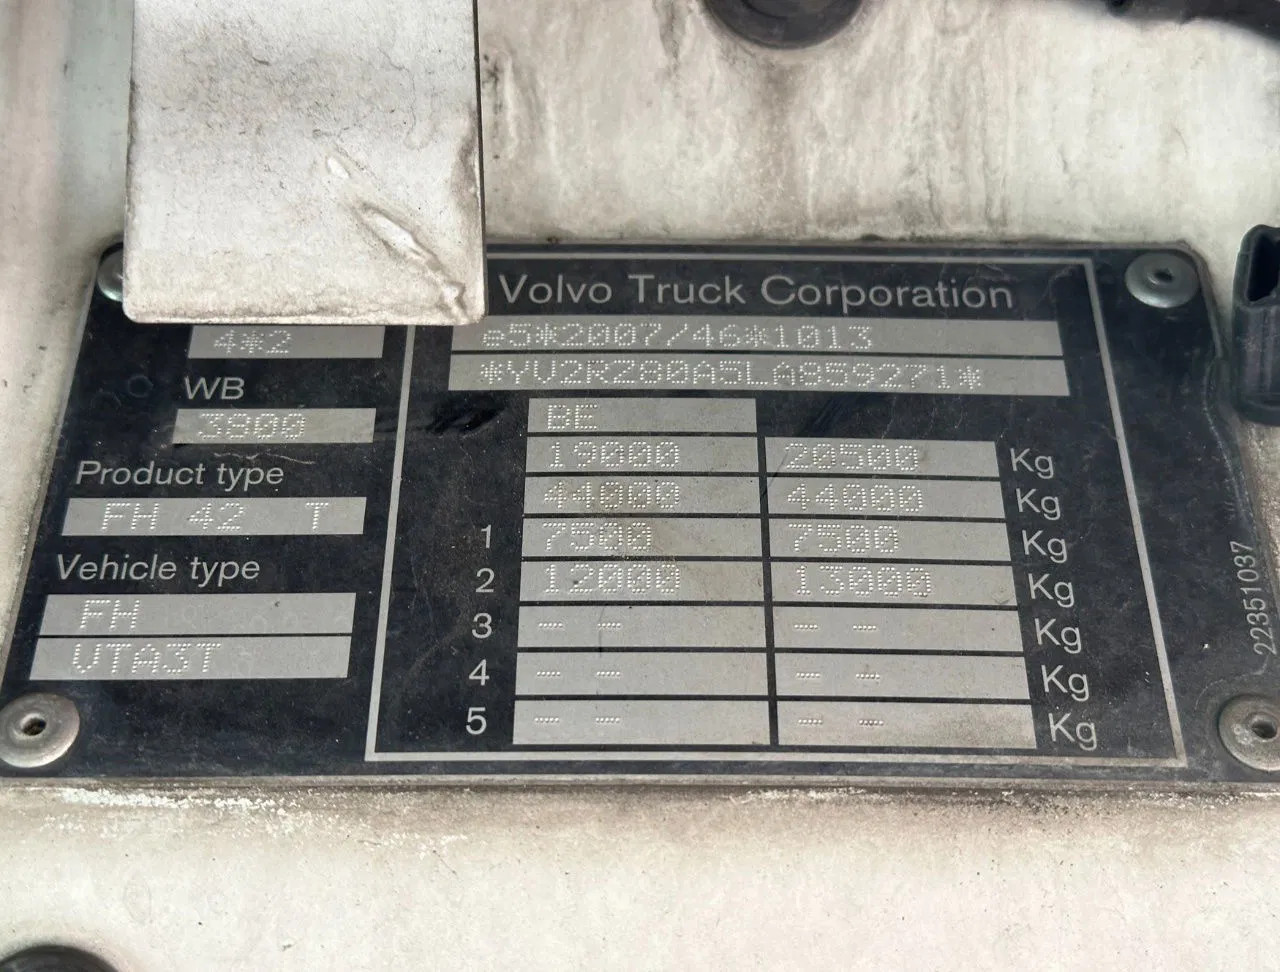 Volvo Truck Corporation
4*2
e5*2007/46*1013
*YV2RZ80A5LA859271*
WB
3800
BE
19000 20500 Kg
Product type
44000 44000 Kg
FH 42 T
1 7500 7500 Kg
Vehicle type
2 12000 13000 Kg
FH
3 -- -- -- -- Kg
VTA3T
4 -- -- -- -- Kg
5 -- -- -- -- Kg
22351037